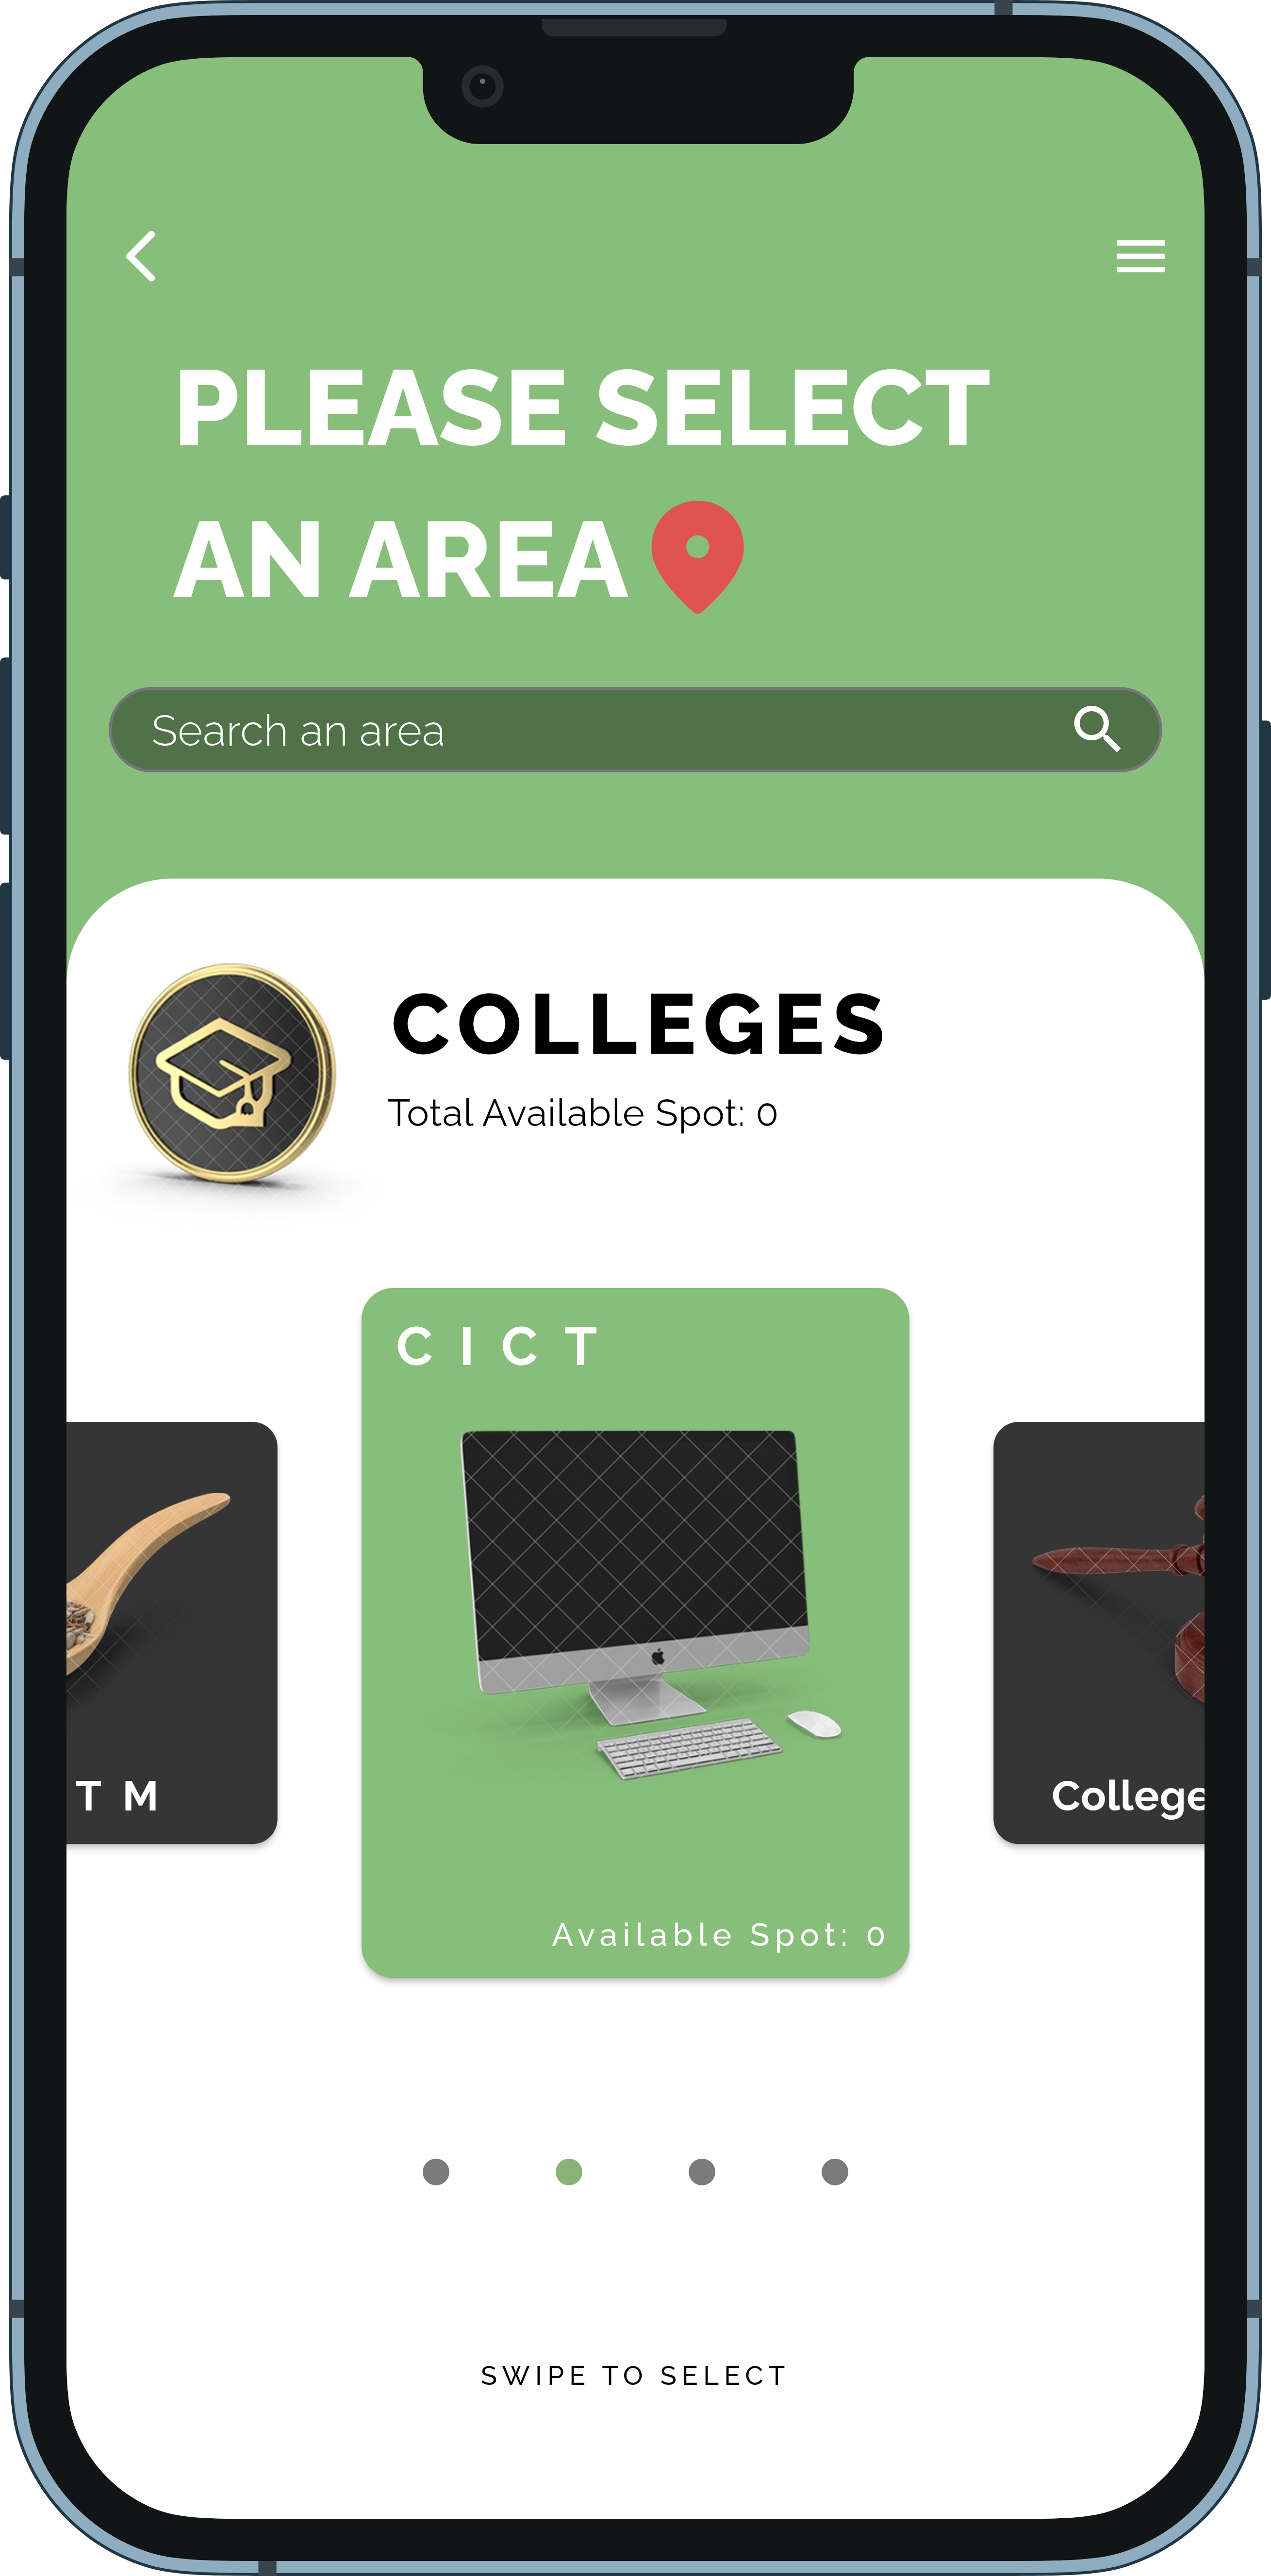 PLEASE SELECT
AN AREA
Search an area
COLLEGES
Total Available Spot: 0
C I C T
T M
College
Available Spot: 0
SWIPE TO SELECT